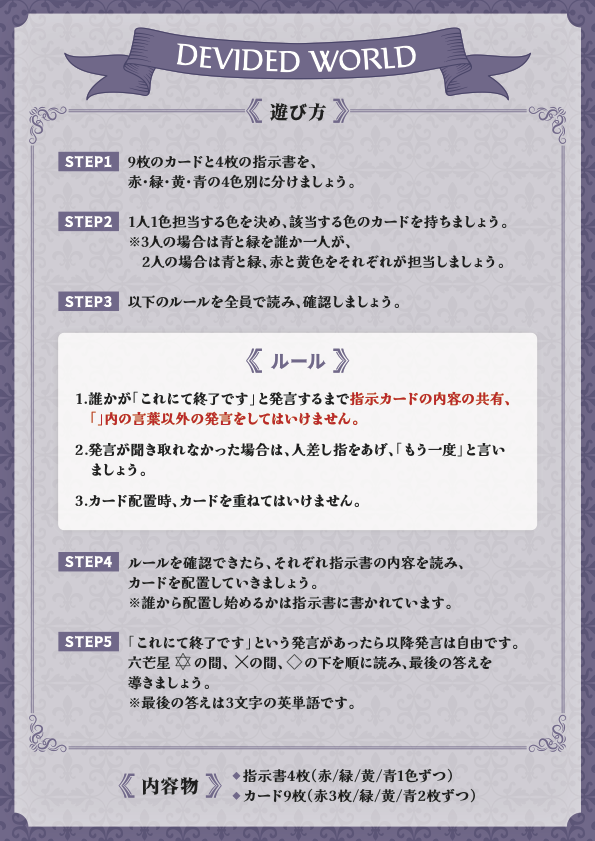 DEVIDED WORLD
《 遊び方 》
STEP1 9枚のカードと4枚の指示書を、
赤・緑・黄・青の4色別に分けましょう。
STEP2 1人1色担当する色を決め、該当する色のカードを持ちましょう。
※3人の場合は青と緑を誰か一人が、
2人の場合は青と緑、赤と黄色をそれぞれが担当しましょう。
STEP3 以下のルールを全員で読み、確認しましょう。
《 ルール 》
1.誰かが「これにて終了です」と発言するまで指示カードの内容の共有、
「」内の言葉以外の発言をしてはいけません。
2.発言が聞き取れなかった場合は、人差し指をあげ、「もう一度」と言い
ましょう。
3.カード配置時、カードを重ねてはいけません。
STEP4 ルールを確認できたら、それぞれ指示書の内容を読み、
カードを配置していきましょう。
※誰から配置し始めるかは指示書に書かれています。
STEP5 「これにて終了です」という発言があったら以降発言は自由です。
六芒星 ✡ の間、×の間、◇の下を順に読み、最後の答えを
導きましょう。
※最後の答えは3文字の英単語です。
《 内容物 》
◆指示書4枚(赤/緑/黄/青1色ずつ)
◆カード9枚(赤3枚/緑/黄/青2枚ずつ)